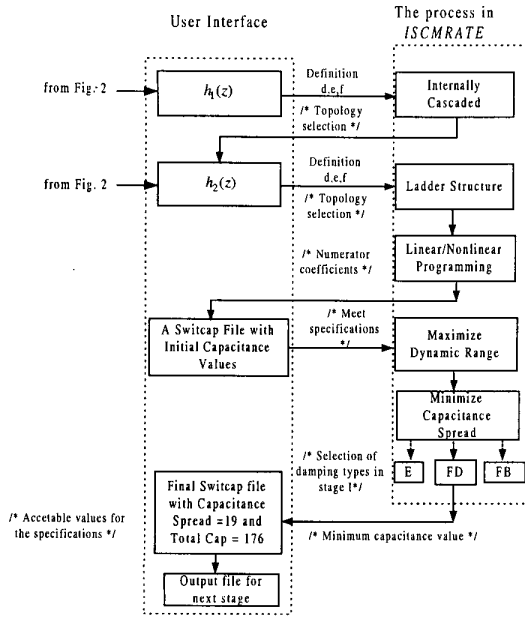 User Interface
The process in
ISCMRATE
from Fig. 2
h1(z)
Definition
d,e,f
/* Topology
selection */
Internally
Cascaded
from Fig. 2
h2(z)
Definition
d,e,f
/* Topology
selection */
Ladder Structure
/* Numerator
coefficients */
Linear/Nonlinear
Programming
A Switcap File with
Initial Capacitance
Values
/* Meet
specifications
*/
Maximize
Dynamic Range
Minimize
Capacitance
Spread
/* Selection of
damping types in
stage 1*/
E
FD
FB
/* Accetable values for
the specifications */
Final Switcap file
with Capacitance
Spread =19 and
Total Cap = 176
/* Minimum capacitance value */
Output file for
next stage